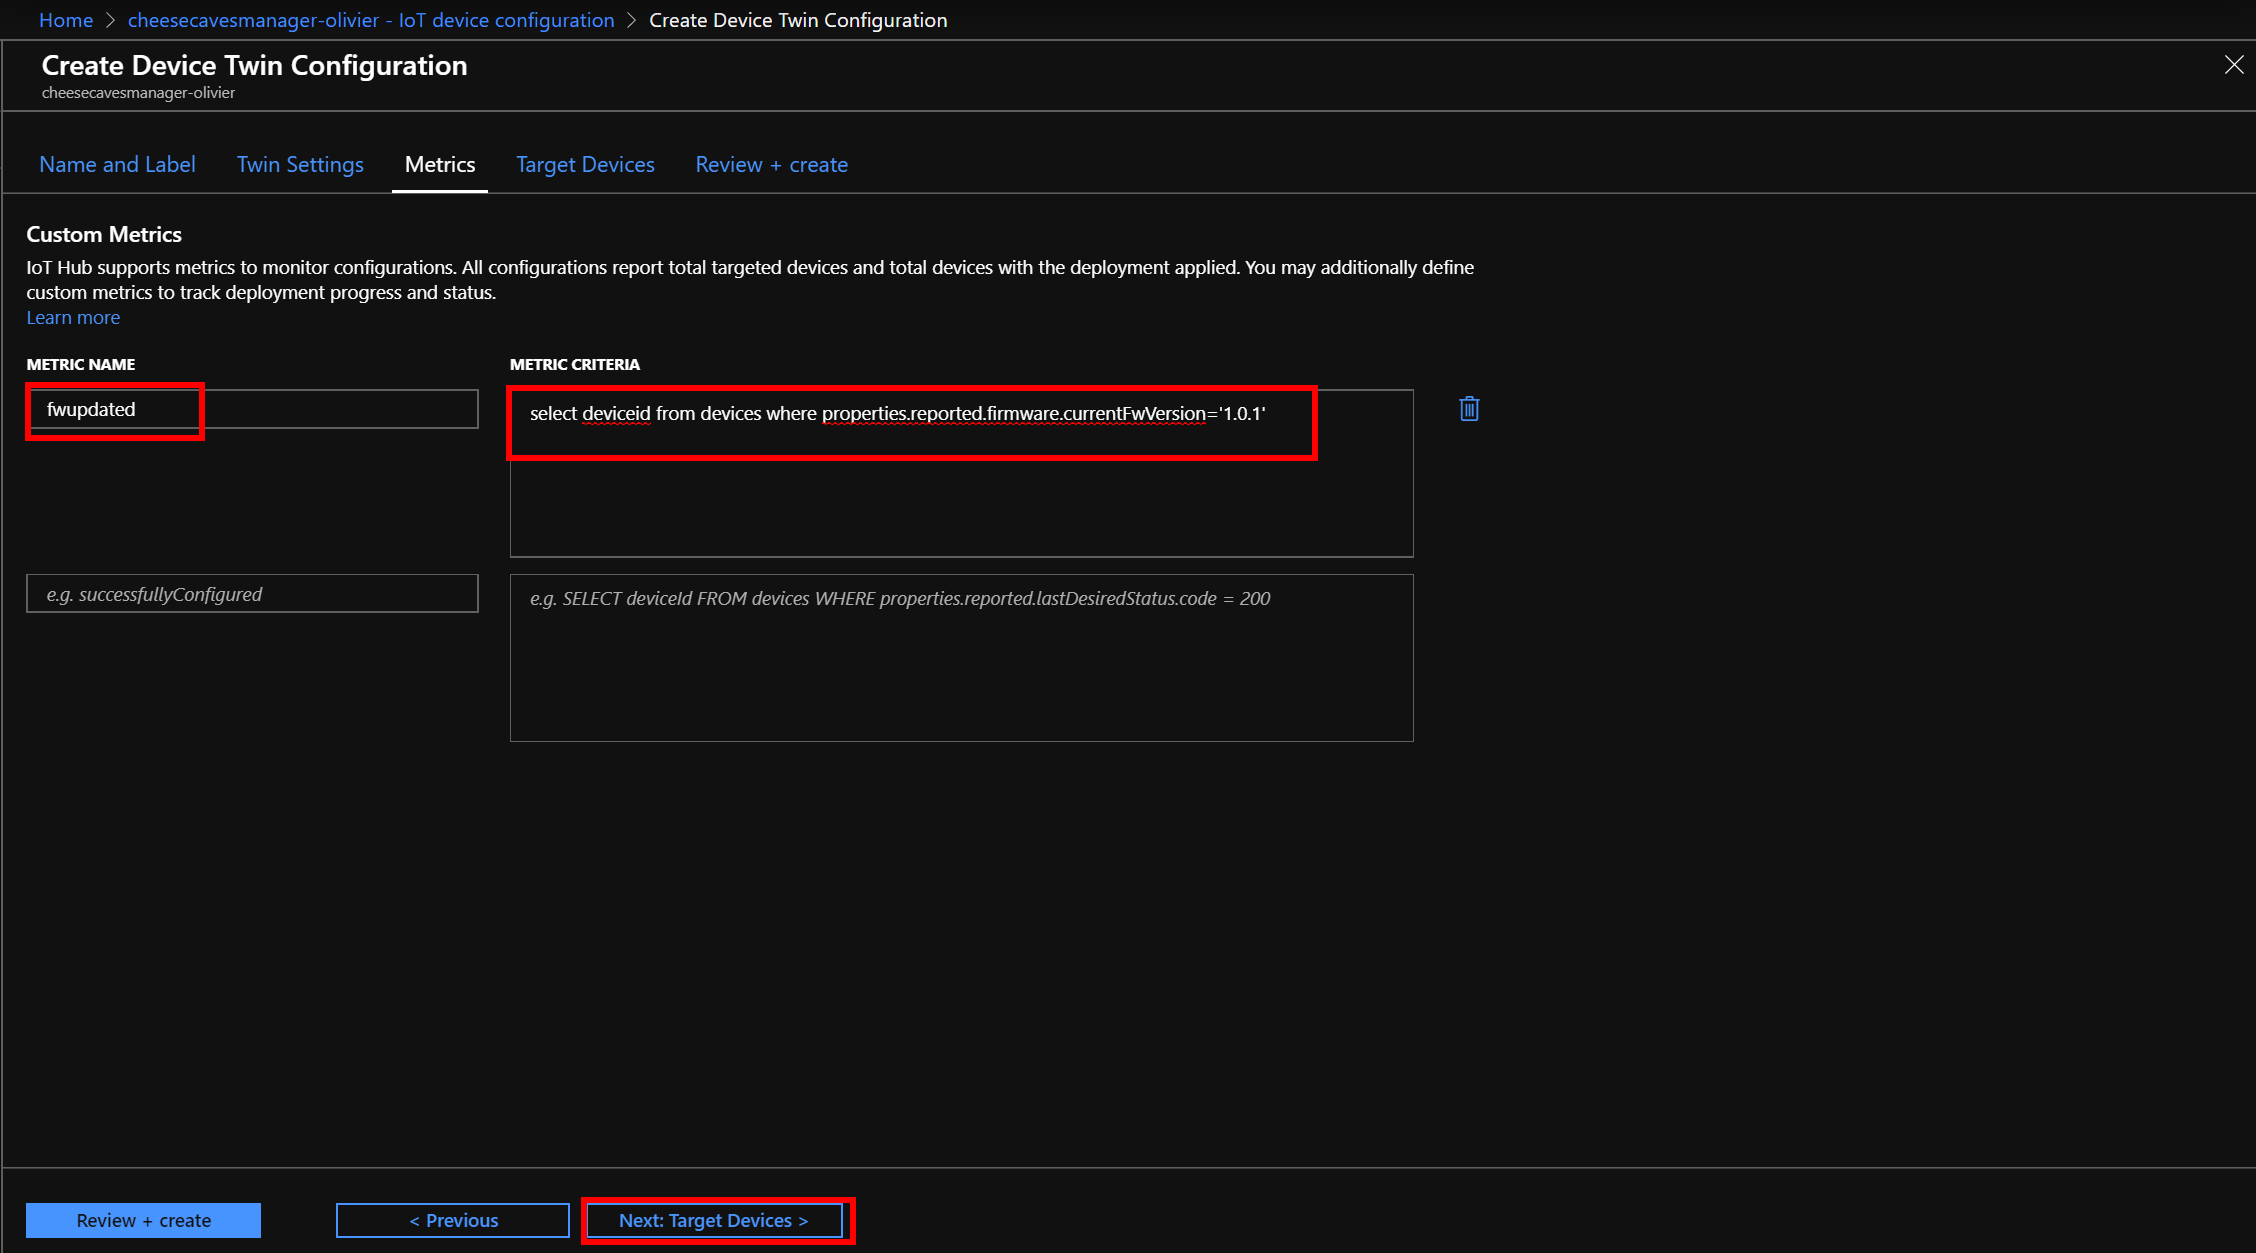 Home > cheesecavesmanager-olivier - IoT device configuration > Create Device Twin Configuration
Create Device Twin Configuration
cheesecavesmanager-olivier
Name and Label Twin Settings Metrics Target Devices Review + create
Custom Metrics
IoT Hub supports metrics to monitor configurations. All configurations report total targeted devices and total devices with the deployment applied. You may additionally define
custom metrics to track deployment progress and status.
Learn more
METRIC NAME METRIC CRITERIA
fwupdated select deviceid from devices where properties.reported.firmware.currentFwVersion='1.0.1'
e.g. successfullyConfigured e.g. SELECT deviceId FROM devices WHERE properties.reported.lastDesiredStatus.code = 200
Review + create < Previous Next: Target Devices >